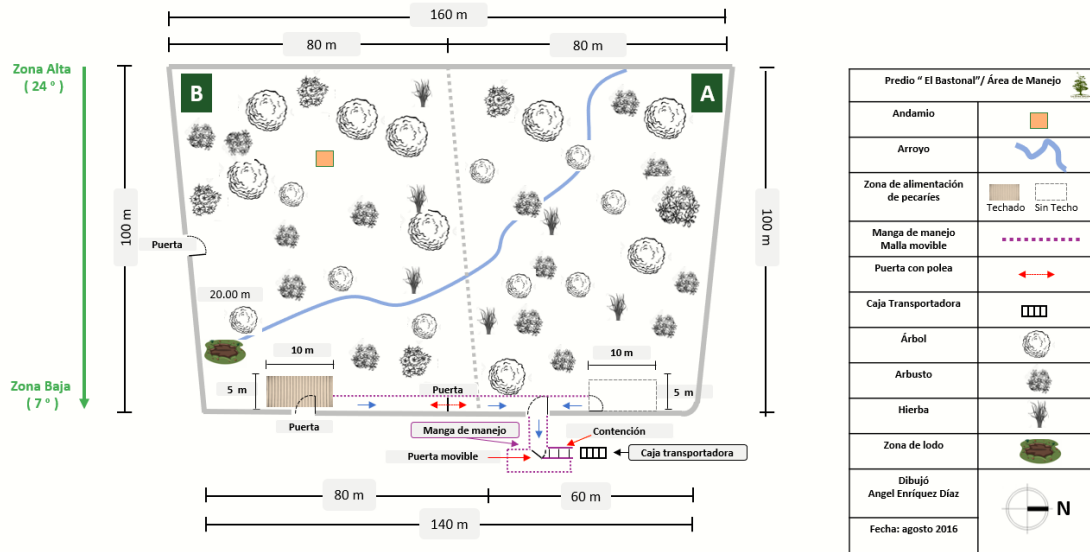 160 m
80 m
80 m
Zona Alta
( 24 ° )
B
A
100 m
100 m
Puerta
20.00 m
10 m
10 m
5 m
5 m
Zona Baja
( 7 ° )
Puerta
Puerta
Manga de manejo
Contención
Puerta movible
Caja transportadora
80 m
60 m
140 m
Predio “ El Bastonal”/ Área de Manejo
Andamio
Arroyo
Zona de alimentación
de pecaríes
Techado
Sin Techo
Manga de manejo
Malla movible
Puerta con polea
Caja Transportadora
Árbol
Arbusto
Hierba
Zona de lodo
Dibujó
Angel Enríquez Díaz
N
Fecha: agosto 2016